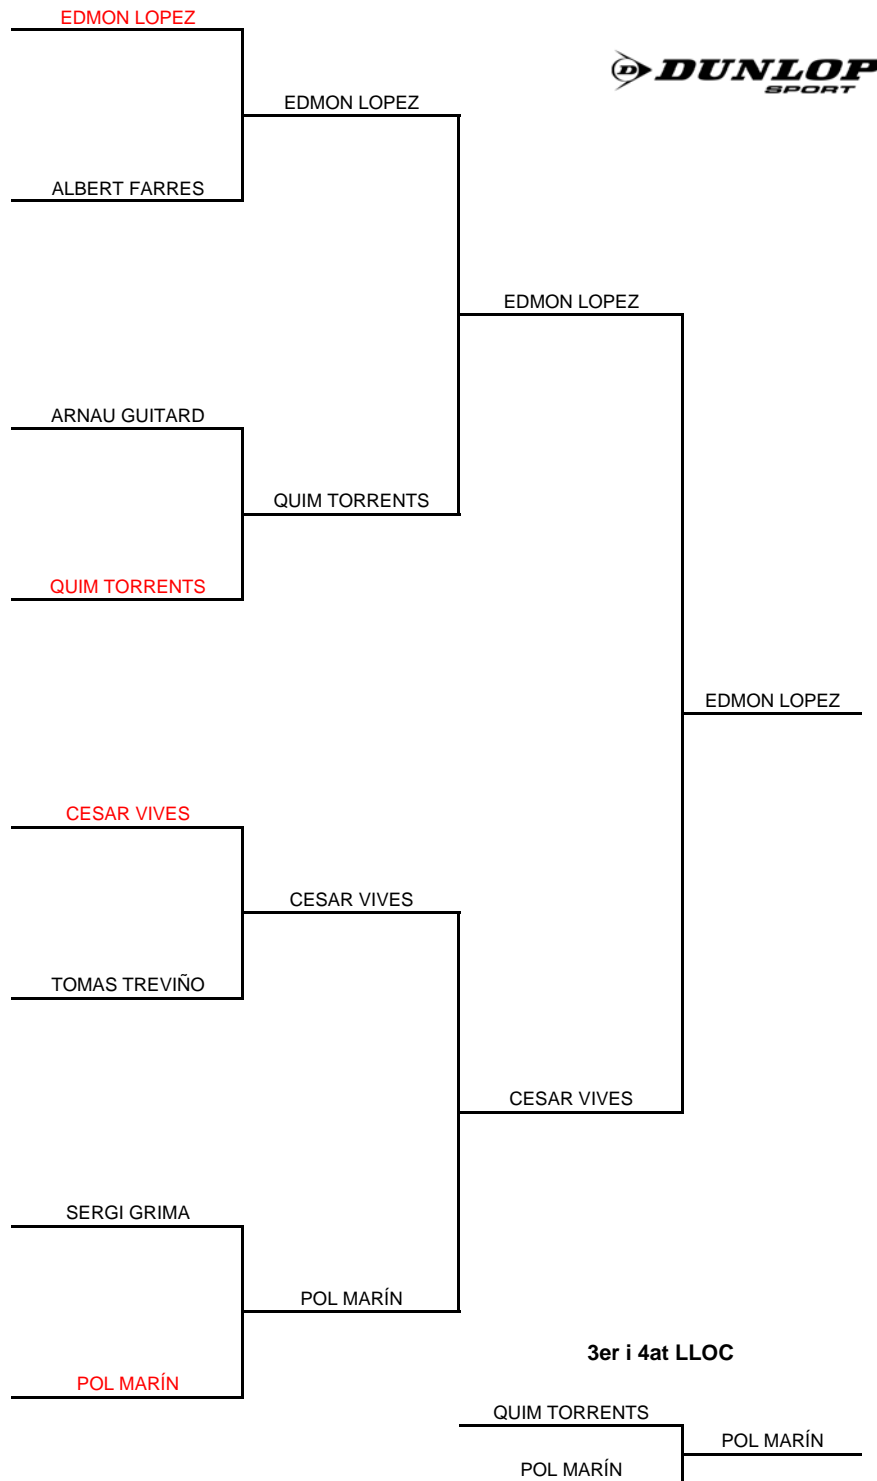 EDMON LOPEZ
DUNLOP
SPORT
EDMON LOPEZ
ALBERT FARRES
EDMON LOPEZ
ARNAU GUITARD
QUIM TORRENTS
QUIM TORRENTS
EDMON LOPEZ
CESAR VIVES
CESAR VIVES
TOMAS TREVIÑO
CESAR VIVES
SERGI GRIMA
POL MARÍN
3er i 4at LLOC
POL MARÍN
QUIM TORRENTS
POL MARÍN
POL MARÍN